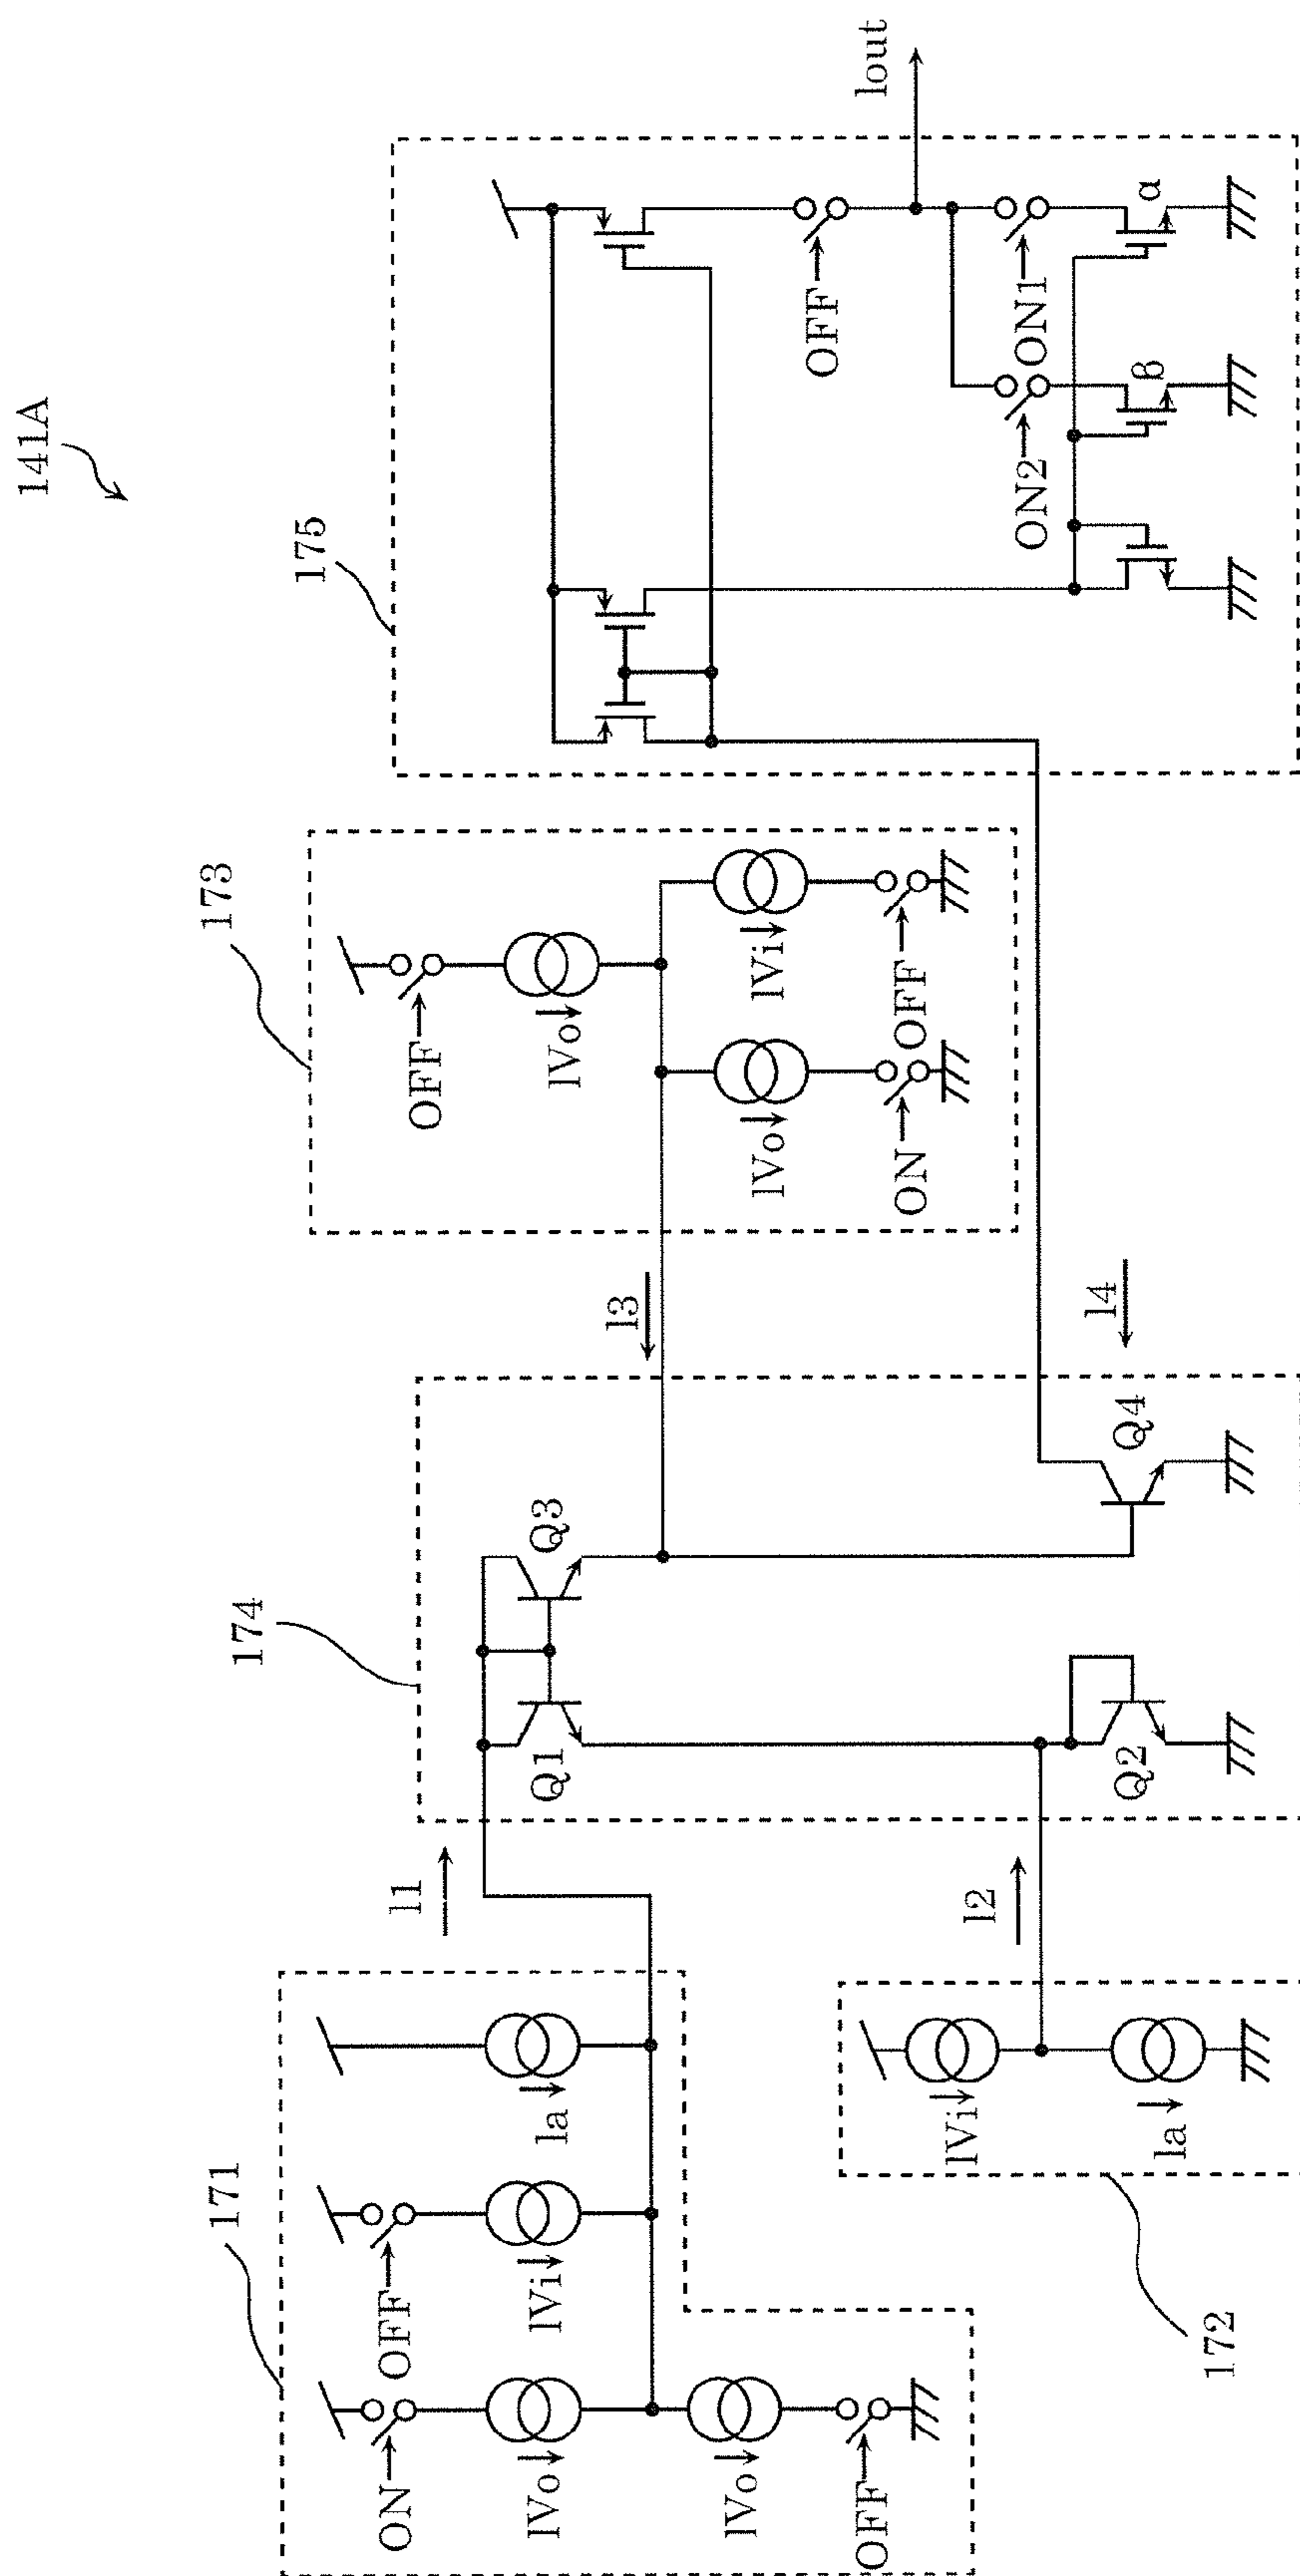 141A
171
ON
OFF
IVo
IVi
Ia
IVo
OFF
172
IVi
Ia
I1
I2
174
Q1
Q3
Q2
Q4
I3
I4
173
OFF
IVo
IVo
IVi
ON
OFF
175
OFF
ON2
ON1
β
α
Iout